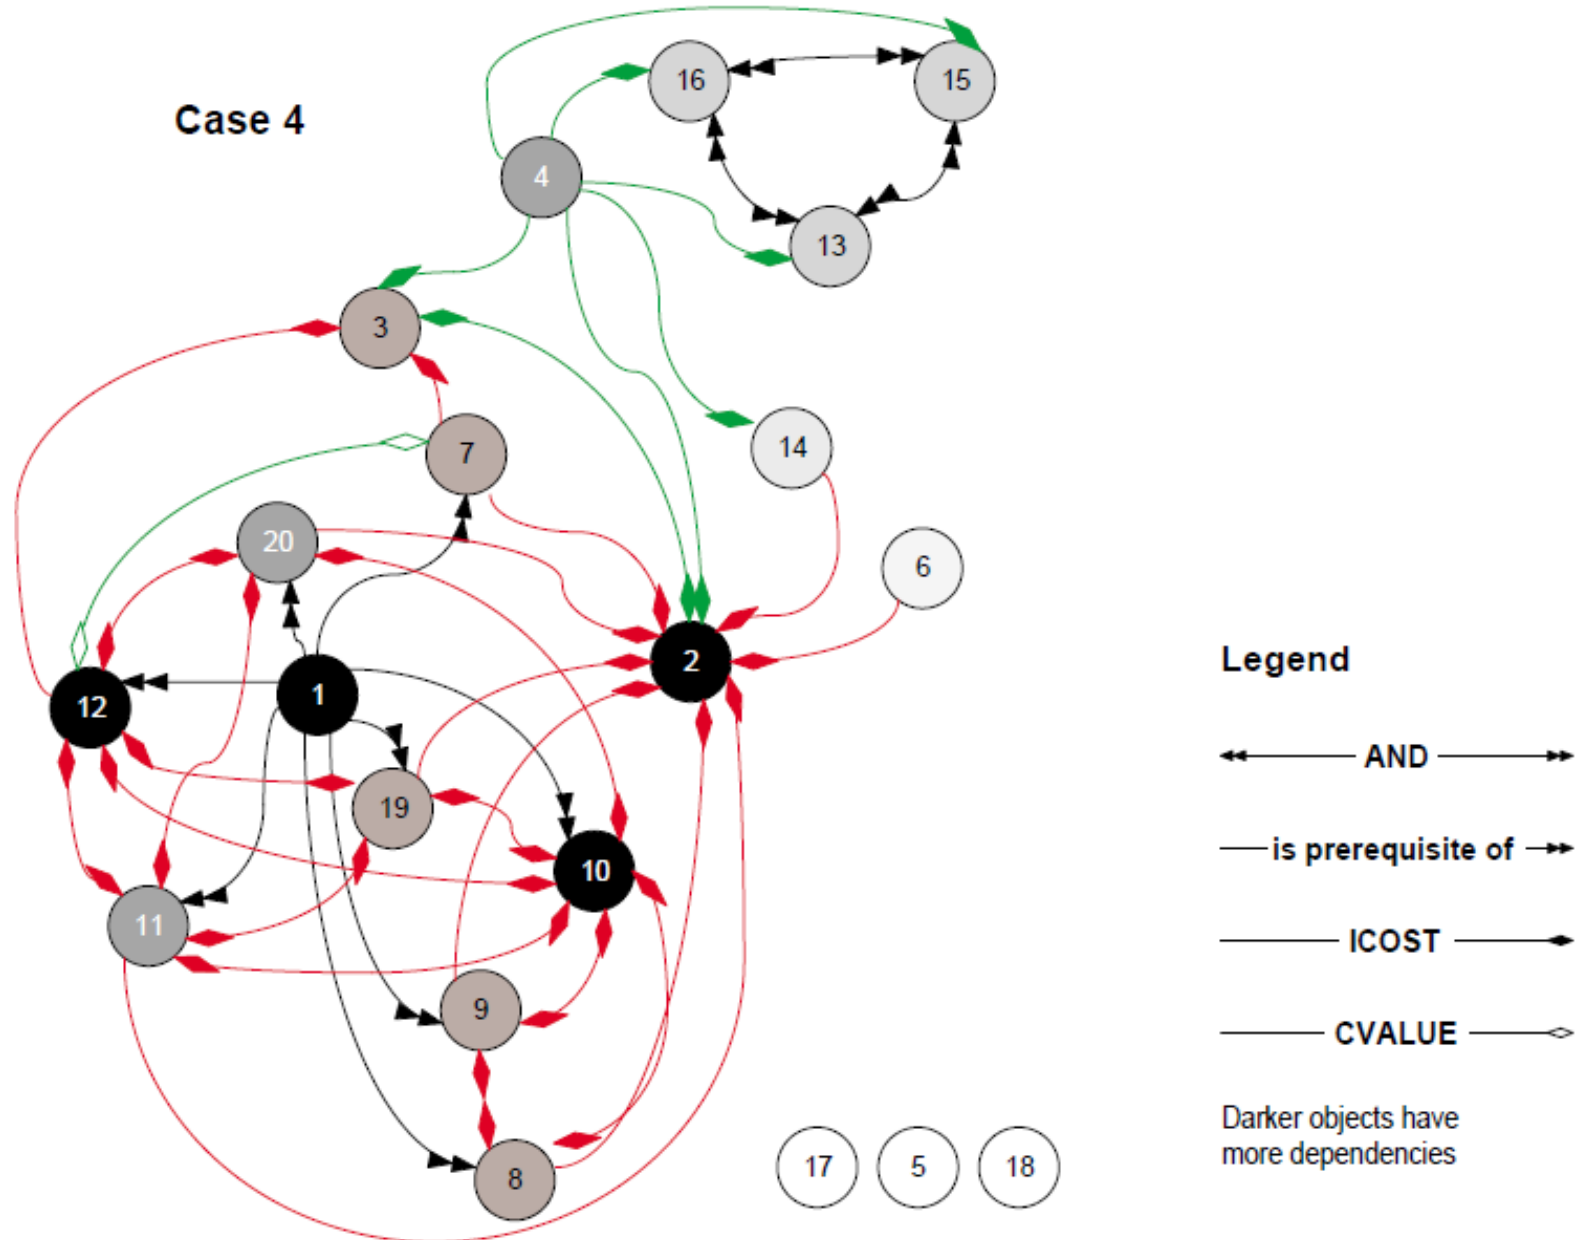 Case 4
16
15
4
13
3
7
14
20
6
2
12
1
19
10
11
9
8
17
5
18
Legend
AND
is prerequisite of
ICOST
CVALUE
Darker objects have
more dependencies